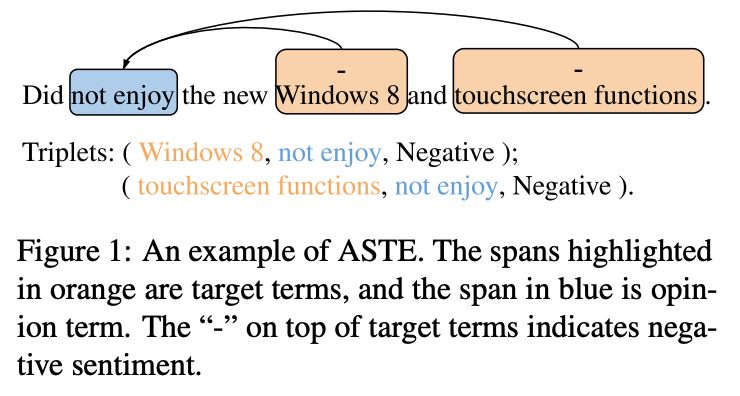 -
-
Did not enjoy the new Windows 8 and touchscreen functions .
Triplets: ( Windows 8, not enjoy, Negative );
( touchscreen functions, not enjoy, Negative ).
Figure 1: An example of ASTE. The spans highlighted
in orange are target terms, and the span in blue is opin-
ion term. The “-” on top of target terms indicates nega-
tive sentiment.